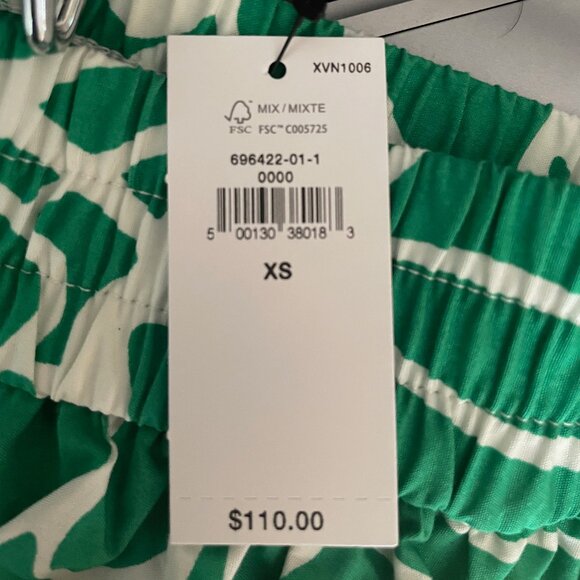 XVN1006
MIX/MIXTE
FSC FSC™ C005725
696422-01-1
0000
5 00130 38018 3
XS
$110.00